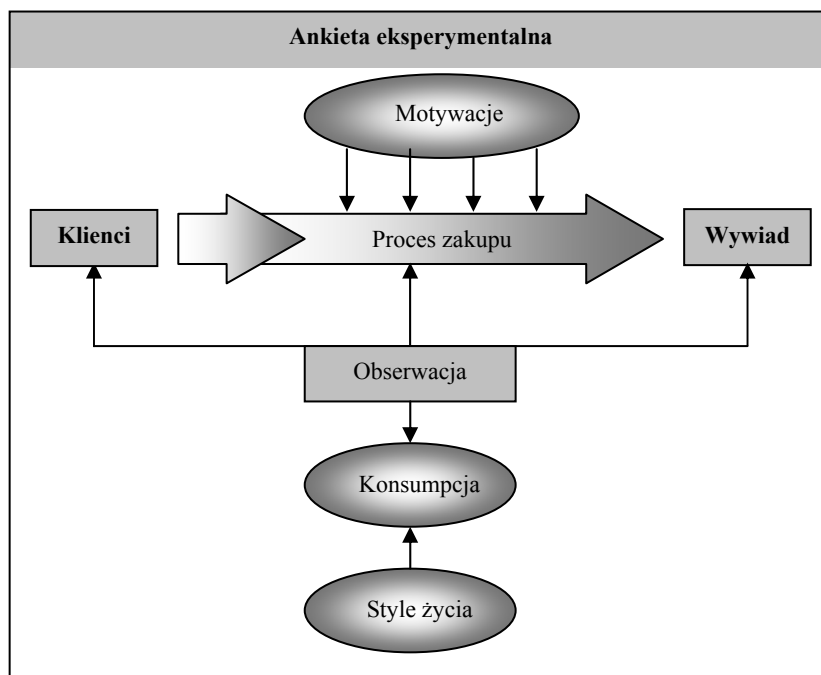 Ankieta eksperymentalna
Motywacje
Klienci
Proces zakupu
Wywiad
Obserwacja
Konsumpcja
Style życia